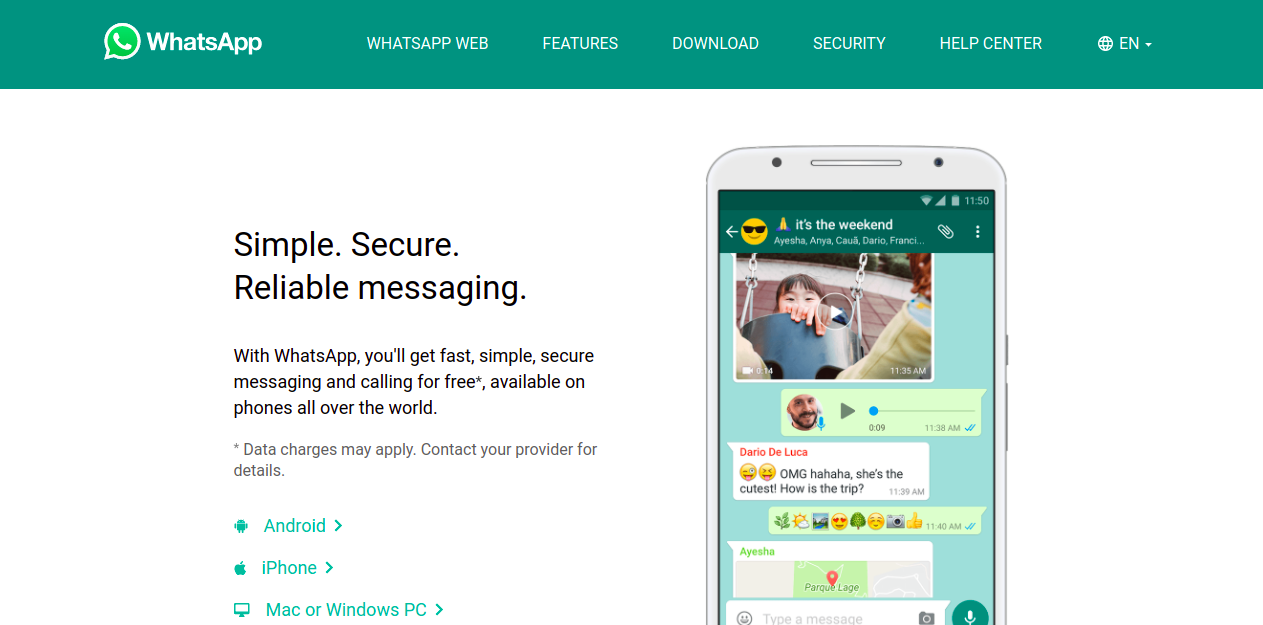 WhatsApp
WHATSAPP WEB
FEATURES
DOWNLOAD
SECURITY
HELP CENTER
EN
Simple. Secure.
Reliable messaging.
With WhatsApp, you'll get fast, simple, secure
messaging and calling for free*, available on
phones all over the world.
* Data charges may apply. Contact your provider for
details.
Android
iPhone
Mac or Windows PC
11:50
🙏 it's the weekend
Ayesha, Anya, Cauã, Dario, Franci...
0:14
11:35 AM
0:09
11:38 AM
Dario De Luca
😜😝 OMG hahaha, she's the
cutest! How is the trip?
11:39 AM
11:40 AM
Ayesha
Parque Lage
Type a message